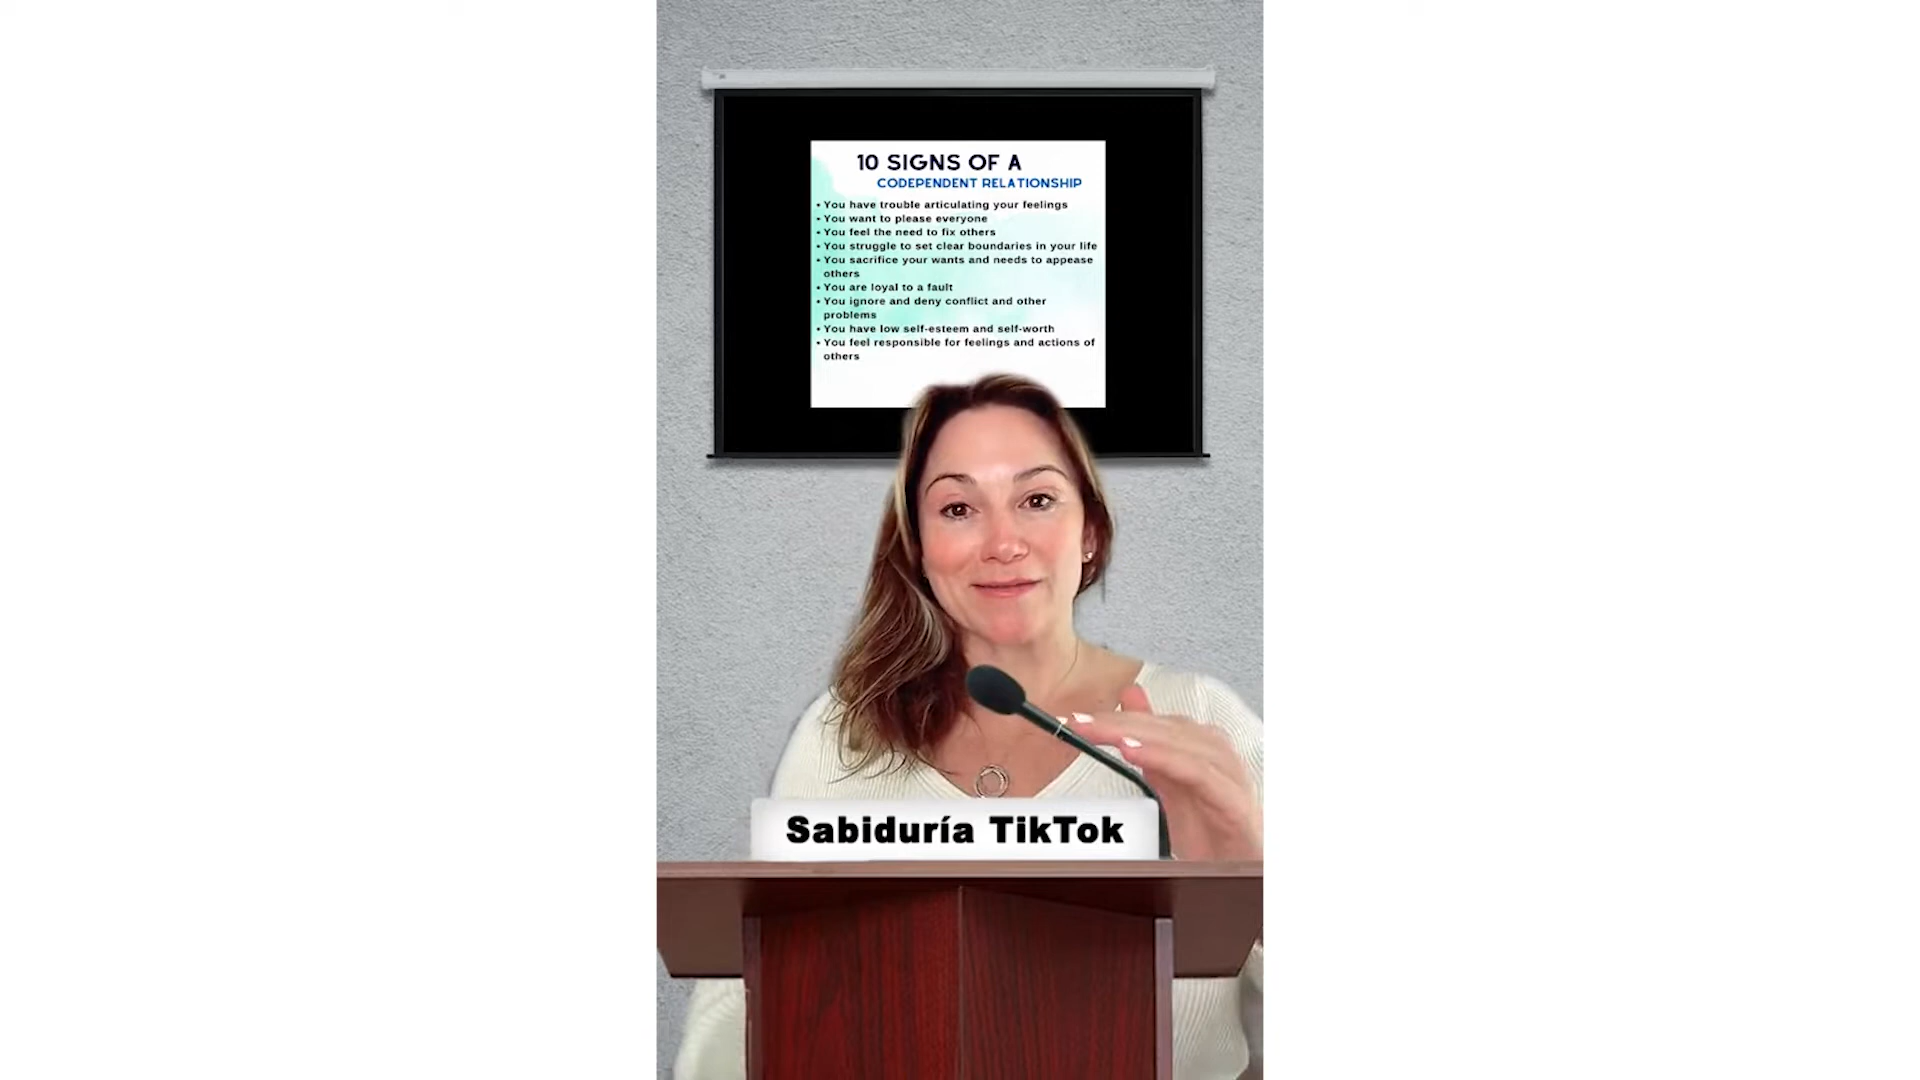 10 SIGNS OF A
CODEPENDENT RELATIONSHIP
• You have trouble articulating your feelings
• You want to please everyone
• You feel the need to fix others
• You struggle to set clear boundaries in your life
• You sacrifice your wants and needs to appease
others
• You are loyal to a fault
• You ignore and deny conflict and other
problems
• You have low self-esteem and self-worth
• You feel responsible for feelings and actions of
others
Sabiduría TikTok